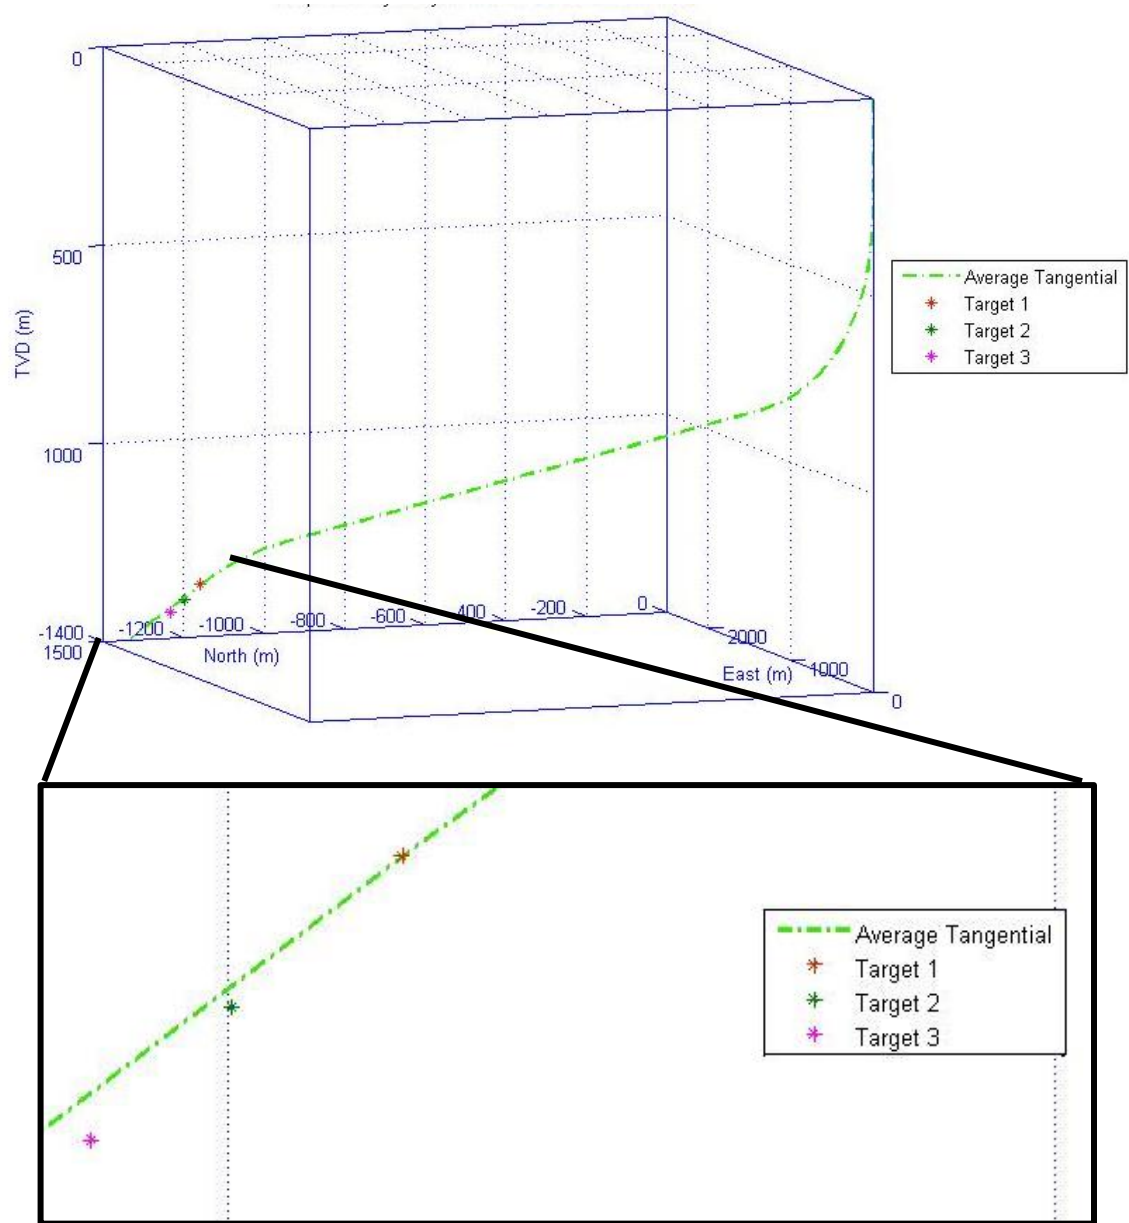 0
500
1000
1500
TVD (m)
-1400
-1200
-1000
-800
-600
400
-200
0
North (m)
2000
1000
0
East (m)
Average Tangential
Target 1
Target 2
Target 3
Average Tangential
Target 1
Target 2
Target 3